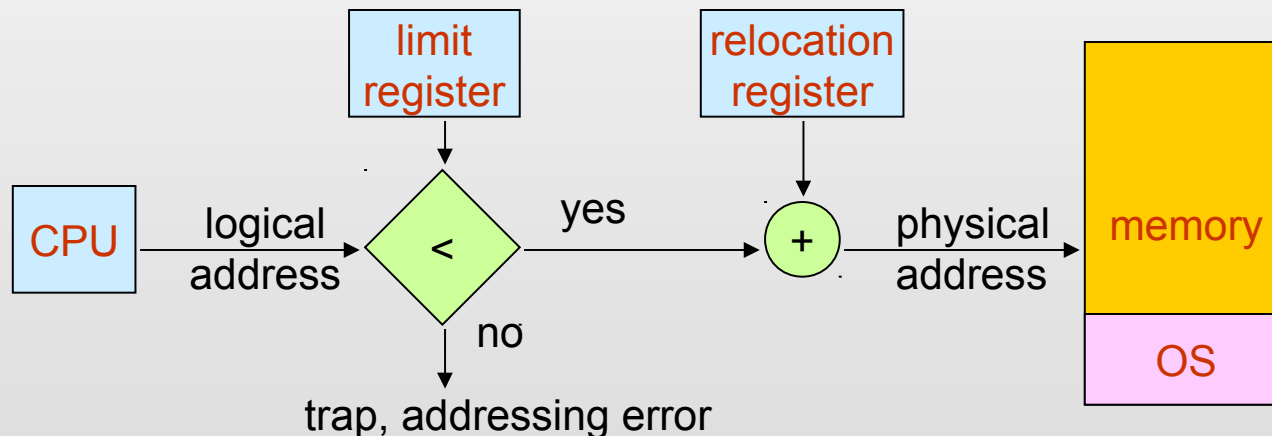 limit
register
relocation
register
CPU
logical
address
<
yes
+
physical
address
memory
no
OS
trap, addressing error